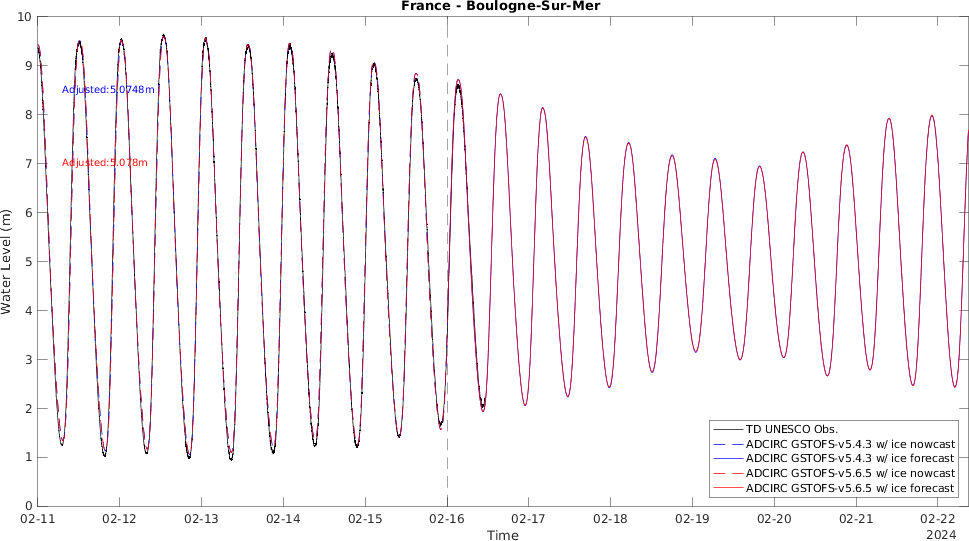 France - Boulogne-Sur-Mer
10
9
8
7
6
5
4
3
2
1
0
Water Level (m)
Adjusted:5.0748m
Adjusted:5.078m
TD UNESCO Obs.
ADCIRC GSTOFS-v5.4.3 w/ ice nowcast
ADCIRC GSTOFS-v5.4.3 w/ ice forecast
ADCIRC GSTOFS-v5.6.5 w/ ice nowcast
ADCIRC GSTOFS-v5.6.5 w/ ice forecast
02-11 02-12 02-13 02-14 02-15 02-16 02-17 02-18 02-19 02-20 02-21 02-22
2024
Time